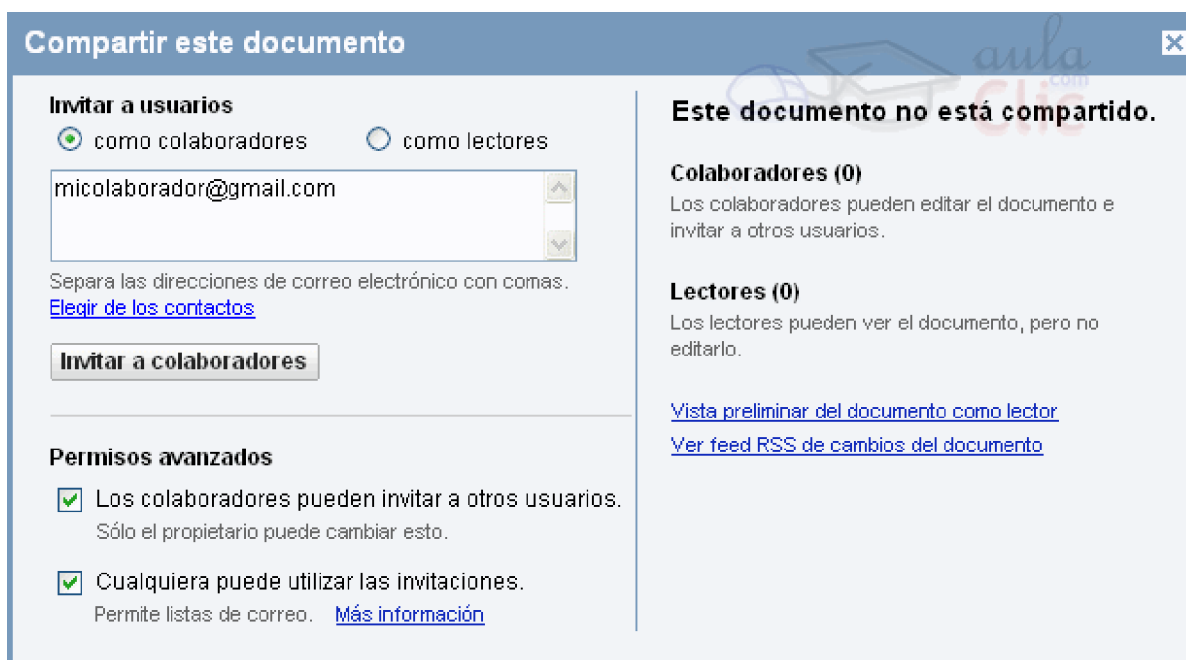 Compartir este documento
aula
Clic
.com
Invitar a usuarios
como colaboradores
como lectores
micolaborador@gmail.com
Separa las direcciones de correo electrónico con comas.
Elegir de los contactos
Invitar a colaboradores
Permisos avanzados
Los colaboradores pueden invitar a otros usuarios.
Sólo el propietario puede cambiar esto.
Cualquiera puede utilizar las invitaciones.
Permite listas de correo. Más información
Este documento no está compartido.
Colaboradores (0)
Los colaboradores pueden editar el documento e
invitar a otros usuarios.
Lectores (0)
Los lectores pueden ver el documento, pero no
editarlo.
Vista preliminar del documento como lector
Ver feed RSS de cambios del documento